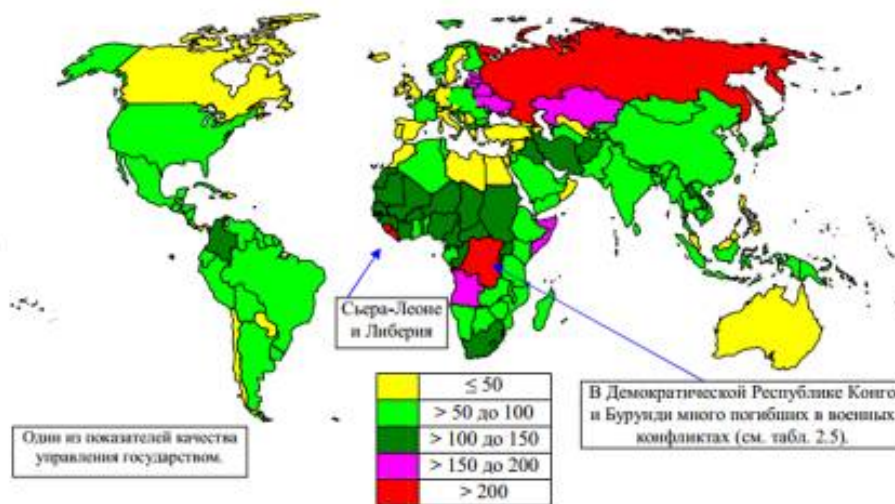 Сьера-Леоне
и Либерия
≤ 50
> 50 до 100
> 100 до 150
> 150 до 200
> 200
В Демократической Республике Конго
и Бурунди много погибших в военных
конфликтах (см. табл. 2.5).
Один из показателей качества
управления государством.